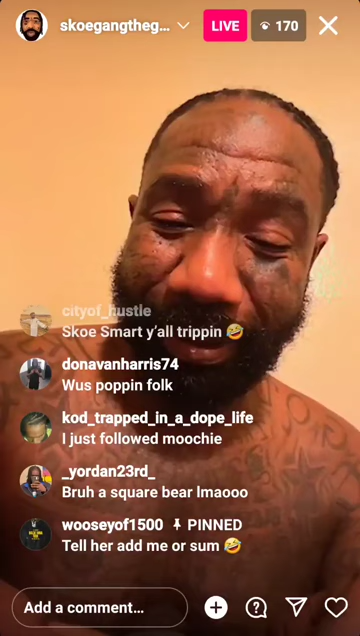 skoegangtheg...
LIVE
170
cityof_hustle
Skoe Smart y'all trippin 🤣
donavanharris74
Wus poppin folk
kod_trapped_in_a_dope_life
I just followed moochie
_yordan23rd_
Bruh a square bear lmaooo
wooseyof1500 PINNED
Tell her add me or sum 🤣
Add a comment...